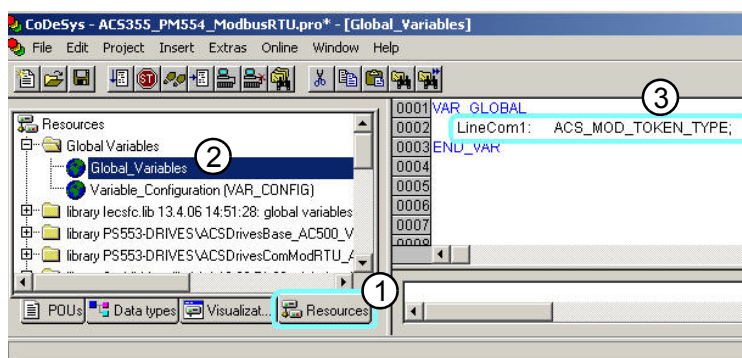 CoDeSys - ACS355_PM554_ModbusRTU.pro* - [Global_Variables]
File Edit Project Insert Extras Online Window Help
Resources
Global Variables
Global_Variables
Variable_Configuration (VAR_CONFIG)
library Iecsfc.lib 13.4.06 14:51:28: global variables
library PS553-DRIVES\ACSDrivesBase_AC500_V
library PS553-DRIVES\ACSDrivesComModRTU_A
2
POUs Data types Visualizat... Resources
1
0001 VAR_GLOBAL
0002 LineCom1: ACS_MOD_TOKEN_TYPE;
0003 END_VAR
0004
0005
0006
0007
0008
3